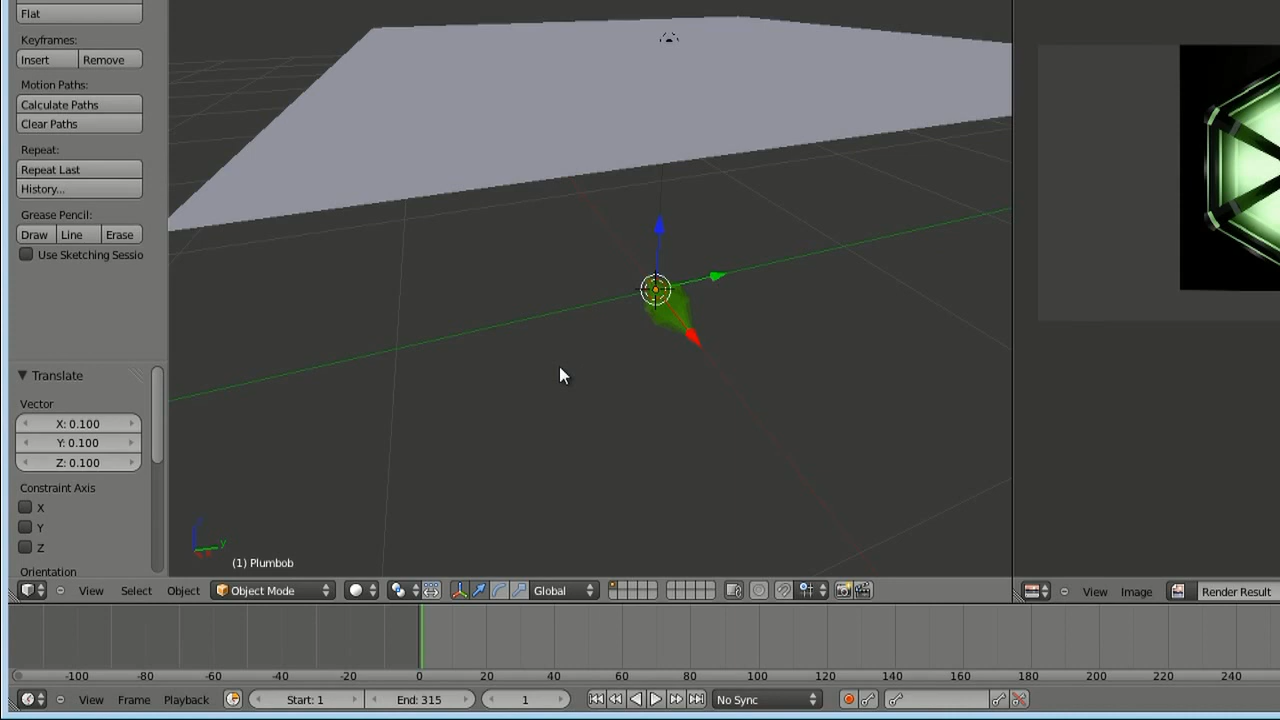 Flat
Keyframes:
Insert Remove
Motion Paths:
Calculate Paths
Clear Paths
Repeat:
Repeat Last
History...
Grease Pencil:
Draw Line Erase
Use Sketching Sessio
Translate
Vector
X: 0.100
Y: 0.100
Z: 0.100
Constraint Axis
X
Y
Z
Orientation
y
(1) Plumbob
View Select Object Object Mode Global
View Image Render Result
-100 -80 -60 -40 -20 0 20 40 60 80 100 120 140 160 180 200 220 240
View Frame Playback Start: 1 End: 315 1 No Sync